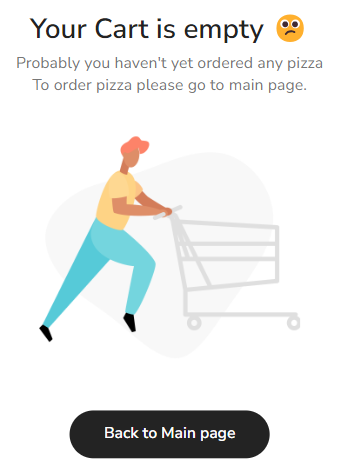 Your Cart is empty 😕
Probably you haven't yet ordered any pizza
To order pizza please go to main page.
Back to Main page